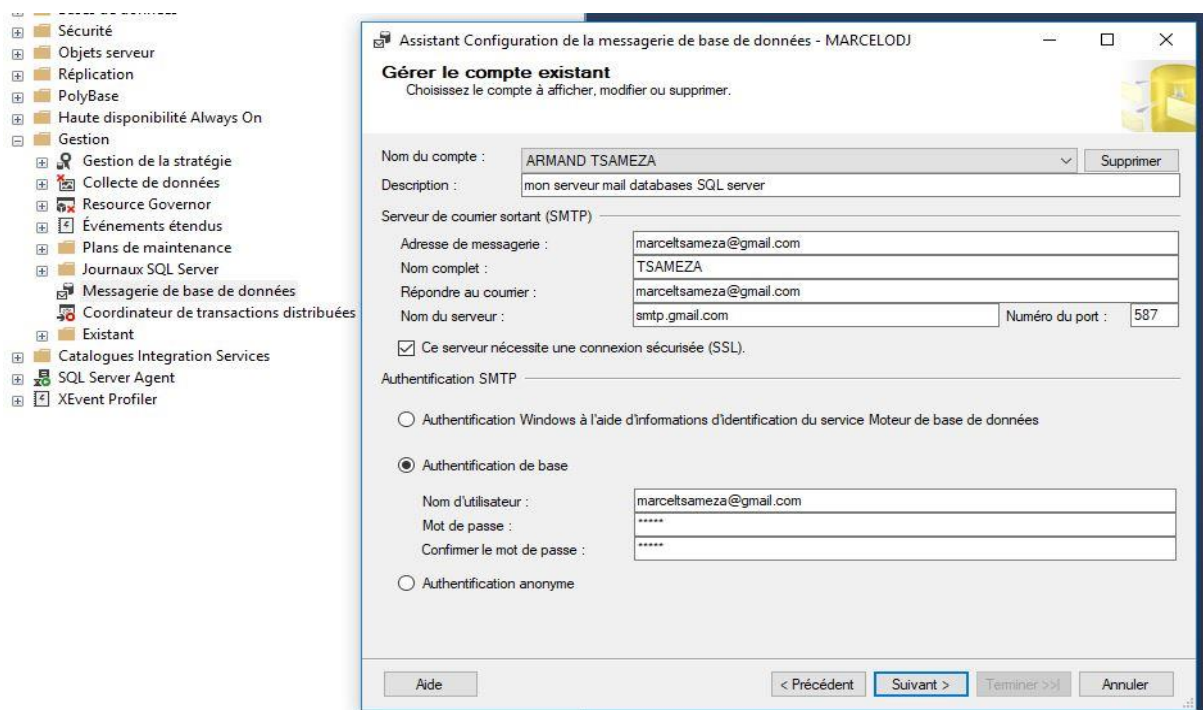 Sécurité
Objets serveur
Réplication
PolyBase
Haute disponibilité Always On
Gestion
Gestion de la stratégie
Collecte de données
Resource Governor
Événements étendus
Plans de maintenance
Journaux SQL Server
Messagerie de base de données
Coordinateur de transactions distribuées
Existant
Catalogues Integration Services
SQL Server Agent
XEvent Profiler
Assistant Configuration de la messagerie de base de données - MARCELODJ
Gérer le compte existant
Choisissez le compte à afficher, modifier ou supprimer.
Nom du compte : ARMAND TSAMEZA Supprimer
Description : mon serveur mail databases SQL server
Serveur de courrier sortant (SMTP)
Adresse de messagerie : marceltsameza@gmail.com
Nom complet : TSAMEZA
Répondre au courrier : marceltsameza@gmail.com
Nom du serveur : smtp.gmail.com Numéro du port : 587
Ce serveur nécessite une connexion sécurisée (SSL).
Authentification SMTP
Authentification Windows à l'aide d'informations d'identification du service Moteur de base de données
Authentification de base
Nom d'utilisateur : marceltsameza@gmail.com
Mot de passe : *****
Confirmer le mot de passe : *****
Authentification anonyme
Aide < Précédent Suivant > Terminer >>| Annuler